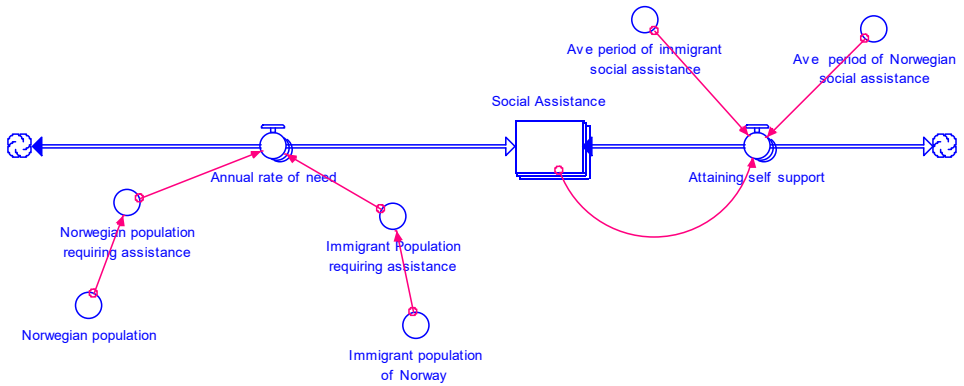 Ave period of immigrant
social assistance
Ave period of Norwegian
social assistance
Social Assistance
Annual rate of need
Attaining self support
Norwegian population
requiring assistance
Immigrant Population
requiring assistance
Norwegian population
Immigrant population
of Norway